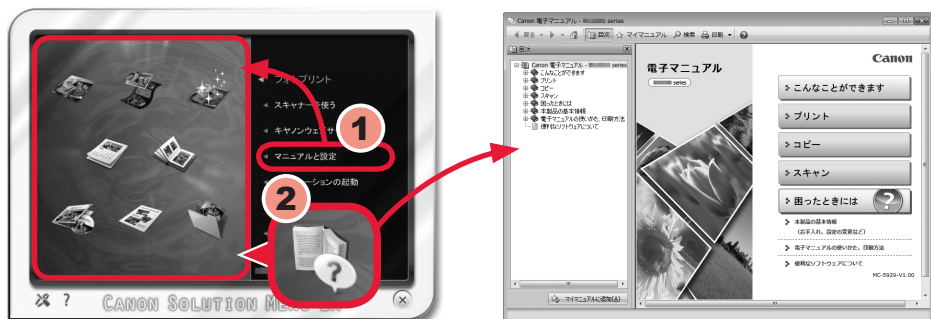 フォトプリント
スキャナーを使う
キヤノンウェブサ
1
マニュアルと設定
ーションの起動
2
?
? CANON SOLUTION MENU EX
Canon 電子マニュアル - series
戻る 目次 マイマニュアル 検索 印刷
目次
Canon 電子マニュアル - series
こんなことができます
プリント
コピー
スキャン
困ったときには
本製品の基本情報
電子マニュアルの使いかた、印刷方法
便利なソフトウェアについて
マイマニュアルに追加(A)
Canon
電子マニュアル
series
こんなことができます
プリント
コピー
スキャン
困ったときには ?
本製品の基本情報
(お手入れ、設定の変更など)
電子マニュアルの使いかた、印刷方法
便利なソフトウェアについて
MC-5929-V1.00